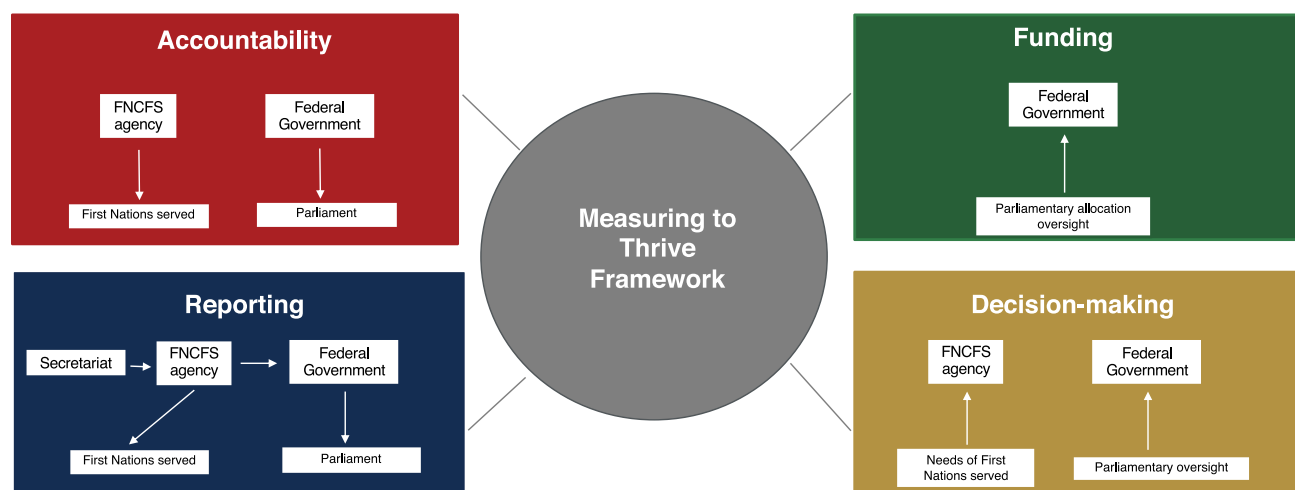 Accountability
FNCFS
agency
Federal
Government
First Nations served
Parliament
Funding
Federal
Government
Parliamentary allocation
oversight
Measuring to
Thrive
Framework
Reporting
Secretariat
FNCFS
agency
Federal
Government
First Nations served
Parliament
Decision-making
FNCFS
agency
Federal
Government
Needs of First
Nations served
Parliamentary oversight